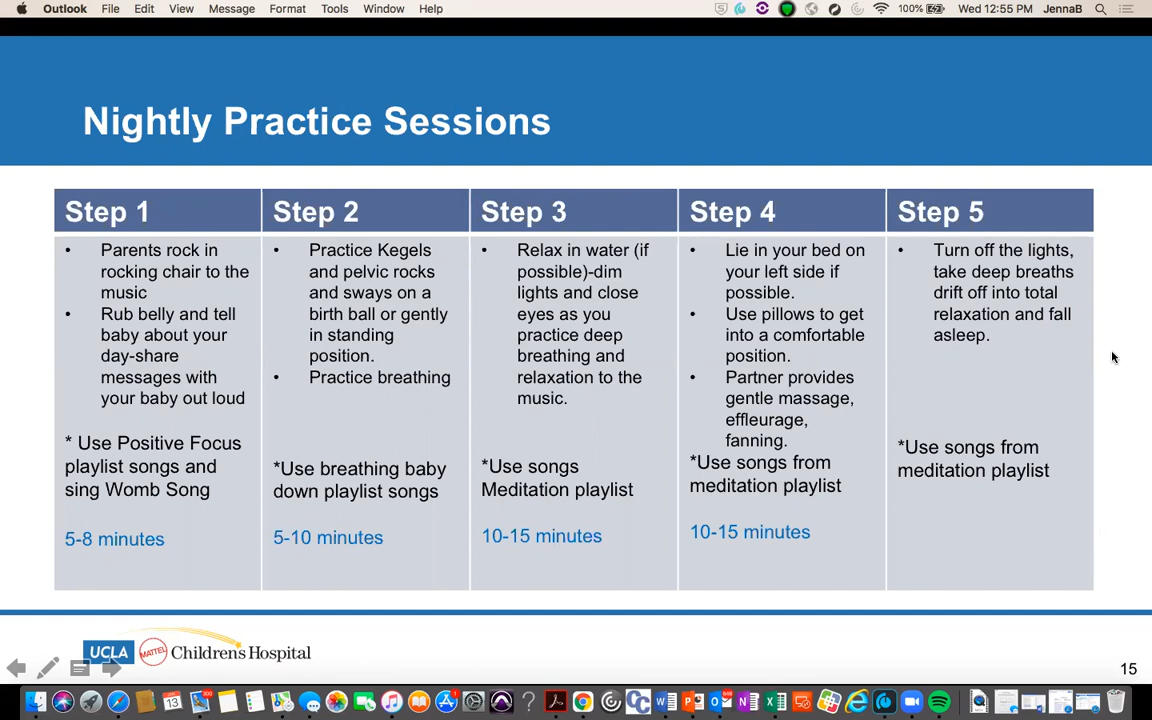 Outlook File Edit View Message Format Tools Window Help 100% Wed 12:55 PM JennaB
Nightly Practice Sessions
Step 1
• Parents rock in
rocking chair to the
music
• Rub belly and tell
baby about your
day-share
messages with
your baby out loud
* Use Positive Focus
playlist songs and
sing Womb Song
5-8 minutes
Step 2
• Practice Kegels
and pelvic rocks
and sways on a
birth ball or gently
in standing
position.
• Practice breathing
*Use breathing baby
down playlist songs
5-10 minutes
Step 3
• Relax in water (if
possible)-dim
lights and close
eyes as you
practice deep
breathing and
relaxation to the
music.
*Use songs
Meditation playlist
10-15 minutes
Step 4
• Lie in your bed on
your left side if
possible.
• Use pillows to get
into a comfortable
position.
• Partner provides
gentle massage,
effleurage,
fanning.
*Use songs from
meditation playlist
10-15 minutes
Step 5
• Turn off the lights,
take deep breaths
drift off into total
relaxation and fall
asleep.
*Use songs from
meditation playlist
UCLA MATTEL Children's Hospital
15